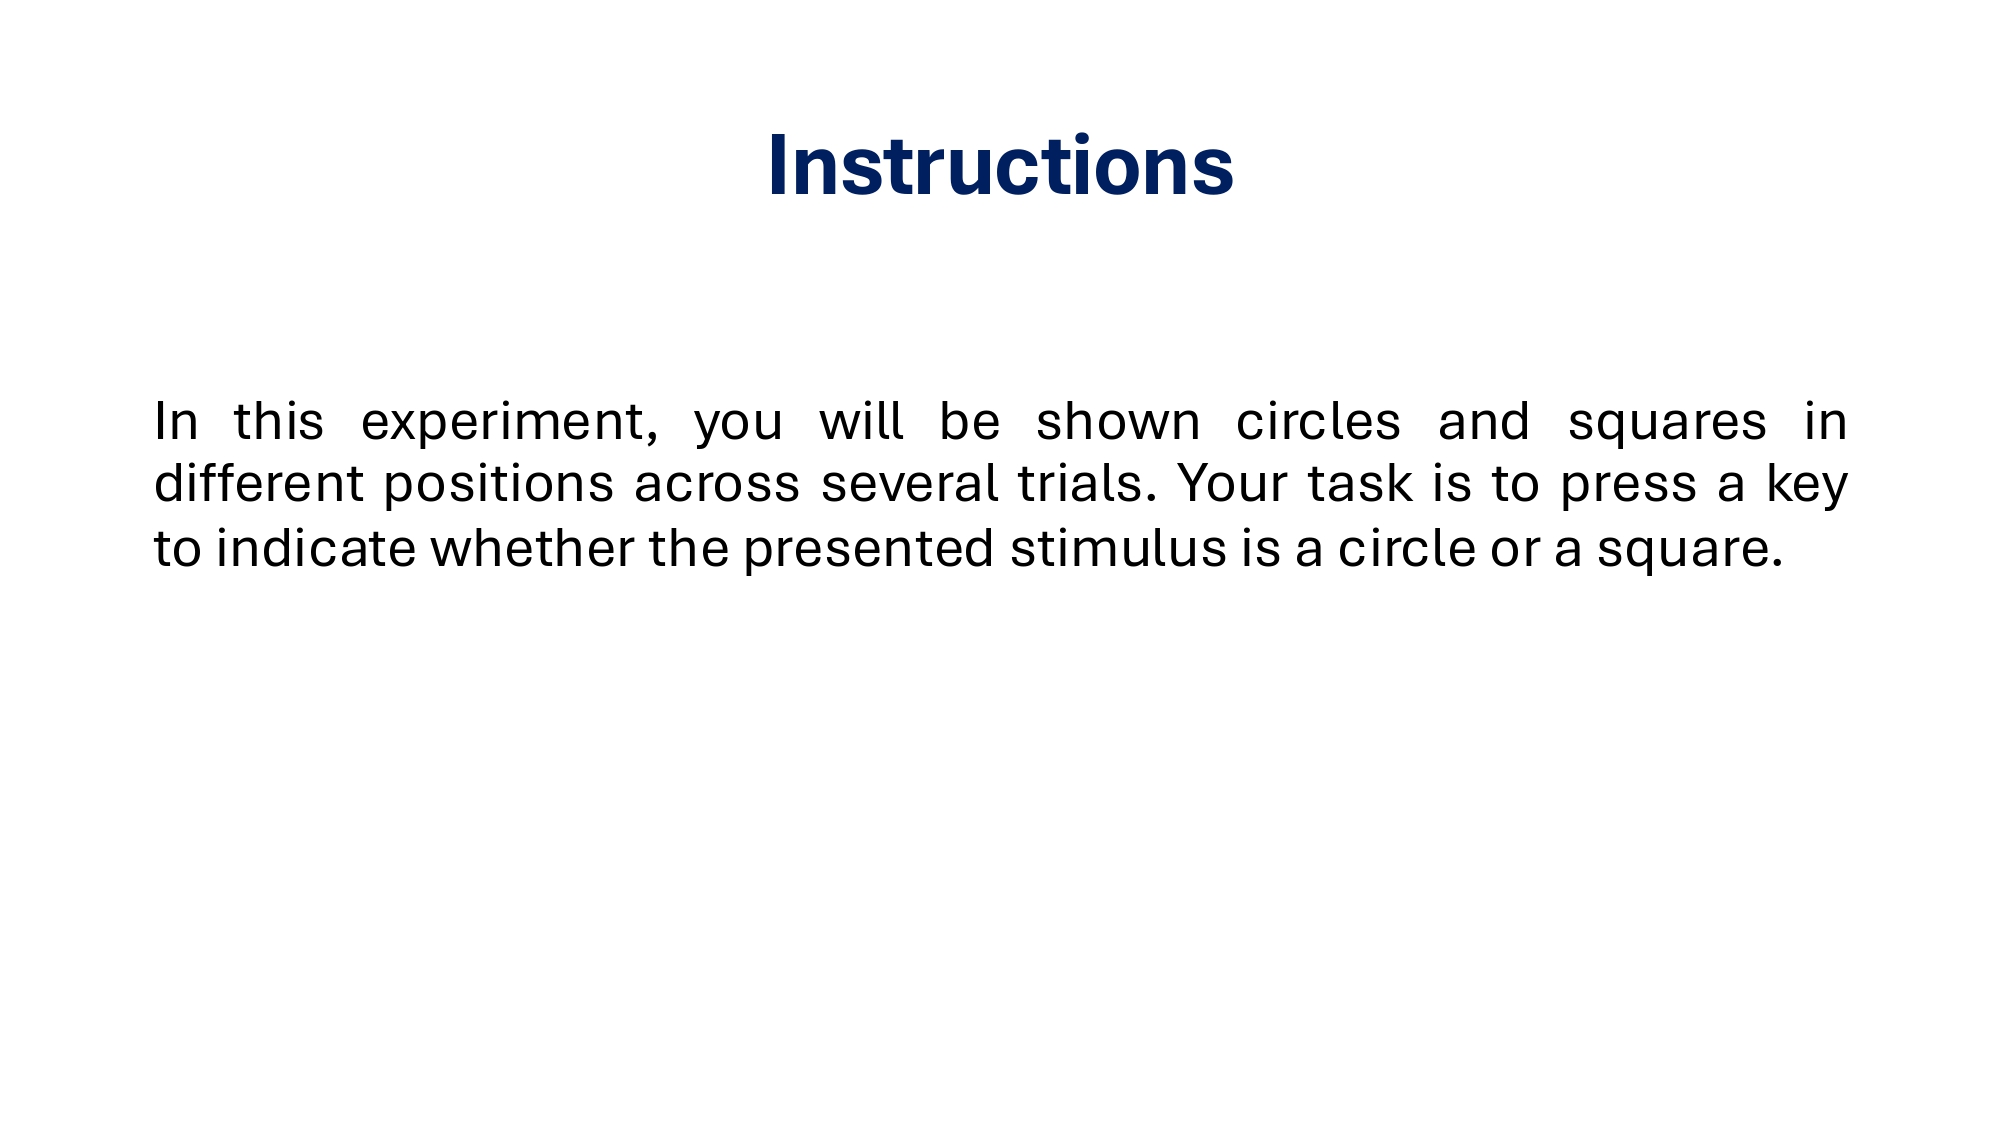 Instructions
In this experiment, you will be shown circles and squares in
different positions across several trials. Your task is to press a key
to indicate whether the presented stimulus is a circle or a square.